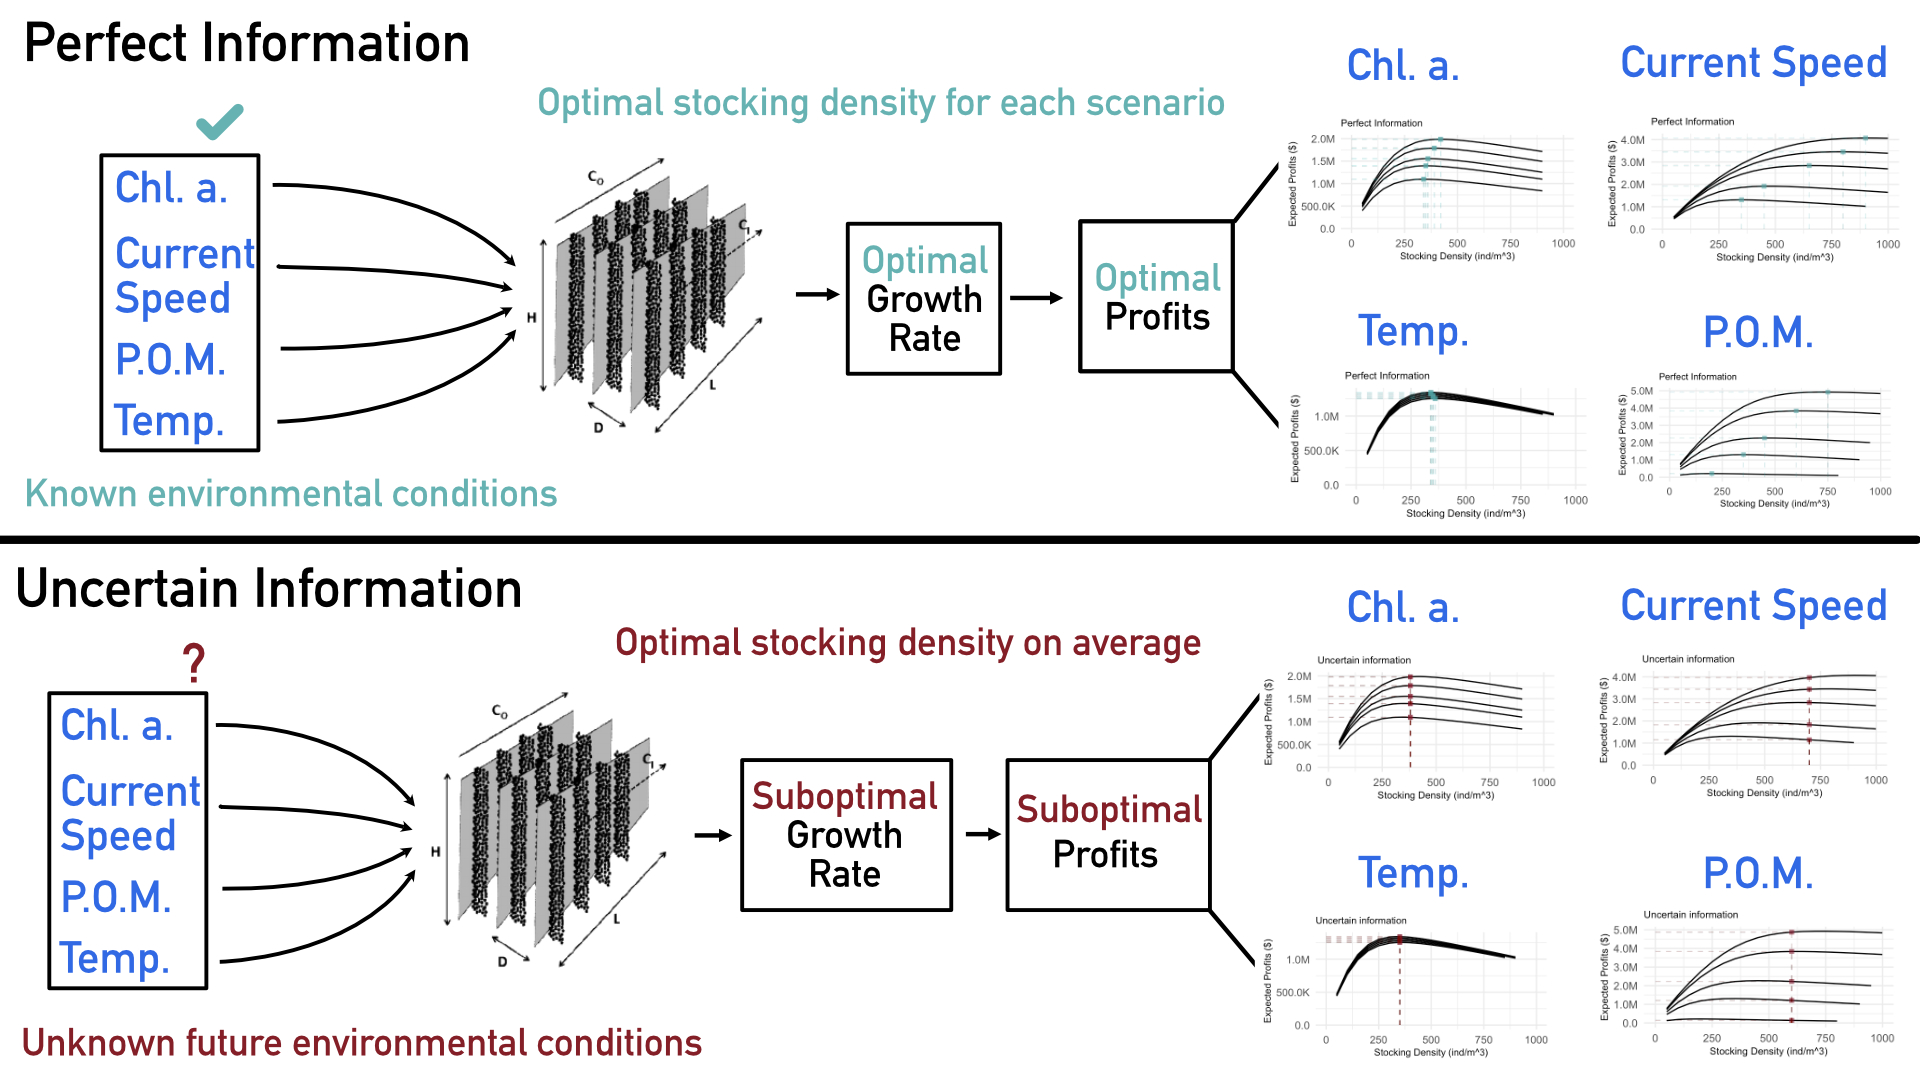 Perfect Information
Optimal stocking density for each scenario
Chl. a.
Current
Speed
P.O.M.
Temp.
Known environmental conditions
C₀
C₁
H
D
L
Optimal
Growth
Rate
Optimal
Profits
Chl. a.
Perfect Information
Expected Profits ($)
2.0M
1.5M
1.0M
500.0K
0.0
0 250 500 750 1000
Stocking Density (ind/m^3)
Current Speed
Perfect Information
Expected Profits ($)
4.0M
3.0M
2.0M
1.0M
0.0
0 250 500 750 1000
Stocking Density (ind/m^3)
Temp.
Perfect Information
Expected Profits ($)
1.0M
500.0K
0.0
0 250 500 750 1000
Stocking Density (ind/m^3)
P.O.M.
Perfect Information
Expected Profits ($)
5.0M
4.0M
3.0M
2.0M
1.0M
0.0
0 250 500 750 1000
Stocking Density (ind/m^3)
Uncertain Information
Optimal stocking density on average
?
Chl. a.
Current
Speed
P.O.M.
Temp.
Unknown future environmental conditions
C₀
C₁
H
D
L
Suboptimal
Growth
Rate
Suboptimal
Profits
Chl. a.
Uncertain information
Expected Profits ($)
2.0M
1.5M
1.0M
500.0K
0.0
0 250 500 750 1000
Stocking Density (ind/m^3)
Current Speed
Uncertain information
Expected Profits ($)
4.0M
3.0M
2.0M
1.0M
0.0
0 250 500 750 1000
Stocking Density (ind/m^3)
Temp.
Uncertain information
Expected Profits ($)
1.0M
500.0K
0.0
0 250 500 750 1000
Stocking Density (ind/m^3)
P.O.M.
Uncertain information
Expected Profits ($)
5.0M
4.0M
3.0M
2.0M
1.0M
0.0
0 250 500 750 1000
Stocking Density (ind/m^3)